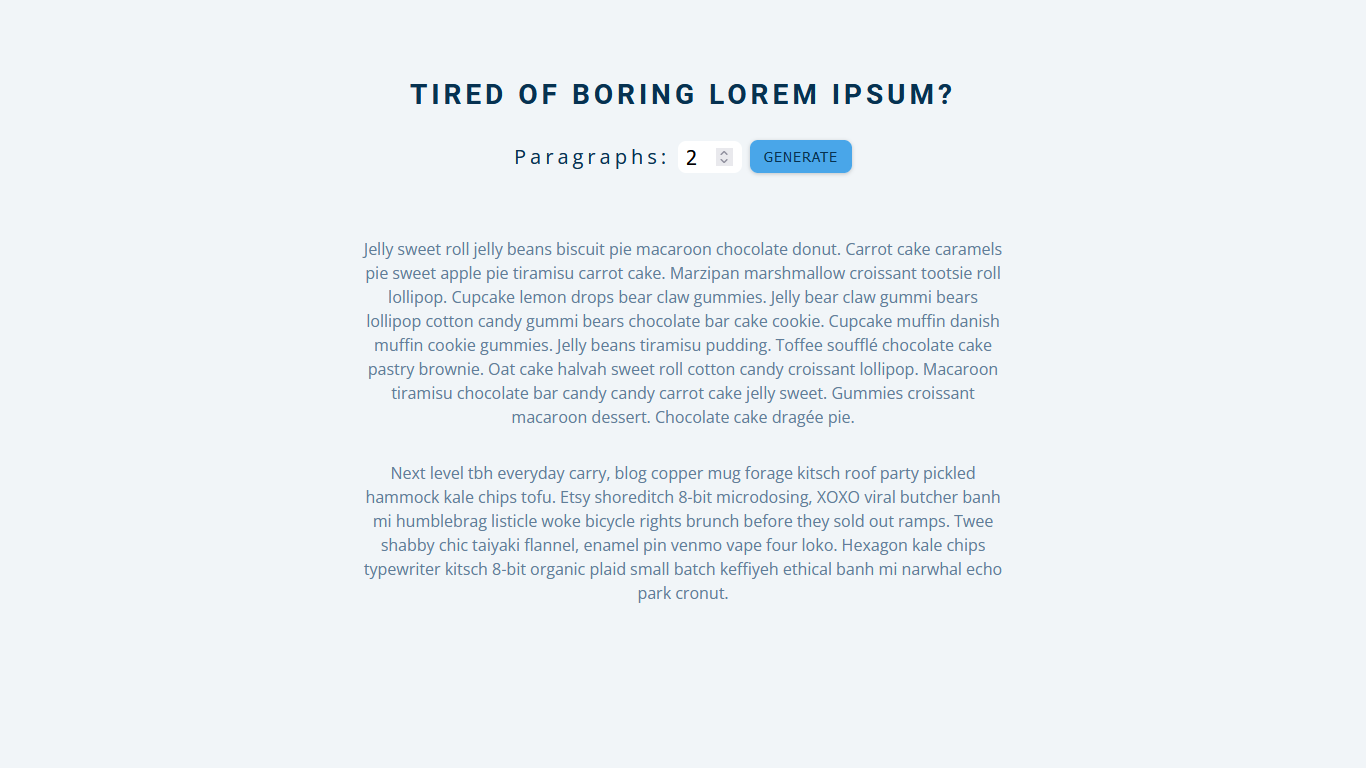 TIRED OF BORING LOREM IPSUM?
Paragraphs: 2 GENERATE
Jelly sweet roll jelly beans biscuit pie macaroon chocolate donut. Carrot cake caramels
pie sweet apple pie tiramisu carrot cake. Marzipan marshmallow croissant tootsie roll
lollipop. Cupcake lemon drops bear claw gummies. Jelly bear claw gummi bears
lollipop cotton candy gummi bears chocolate bar cake cookie. Cupcake muffin danish
muffin cookie gummies. Jelly beans tiramisu pudding. Toffee soufflé chocolate cake
pastry brownie. Oat cake halvah sweet roll cotton candy croissant lollipop. Macaroon
tiramisu chocolate bar candy candy carrot cake jelly sweet. Gummies croissant
macaroon dessert. Chocolate cake dragée pie.
Next level tbh everyday carry, blog copper mug forage kitsch roof party pickled
hammock kale chips tofu. Etsy shoreditch 8-bit microdosing, XOXO viral butcher banh
mi humblebrag listicle woke bicycle rights brunch before they sold out ramps. Twee
shabby chic taiyaki flannel, enamel pin venmo vape four loko. Hexagon kale chips
typewriter kitsch 8-bit organic plaid small batch keffiyeh ethical banh mi narwhal echo
park cronut.